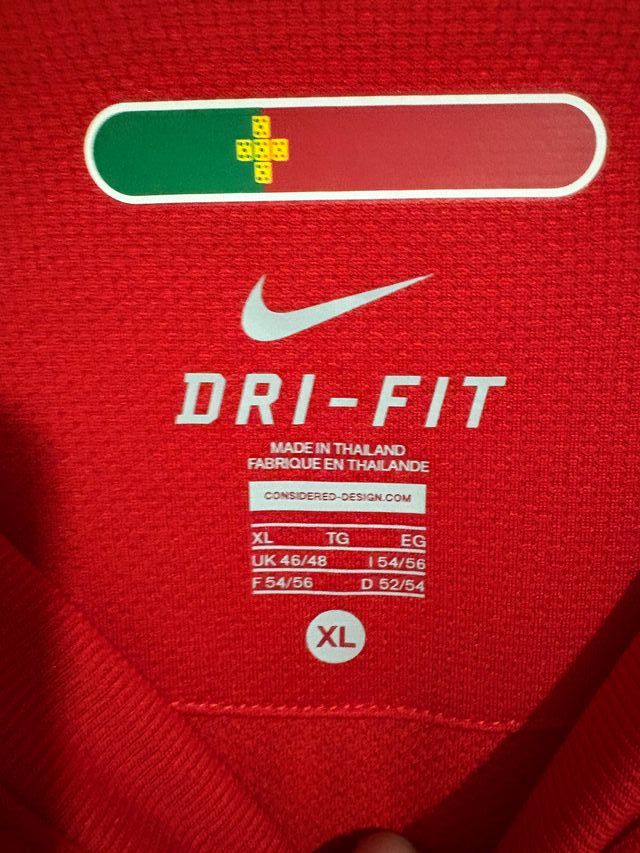 DRI-FIT
MADE IN THAILAND
FABRIQUE EN THAILANDE
CONSIDERED-DESIGN.COM
XL TG EG
UK 46/48 I 54/56
F 54/56 D 52/54
XL